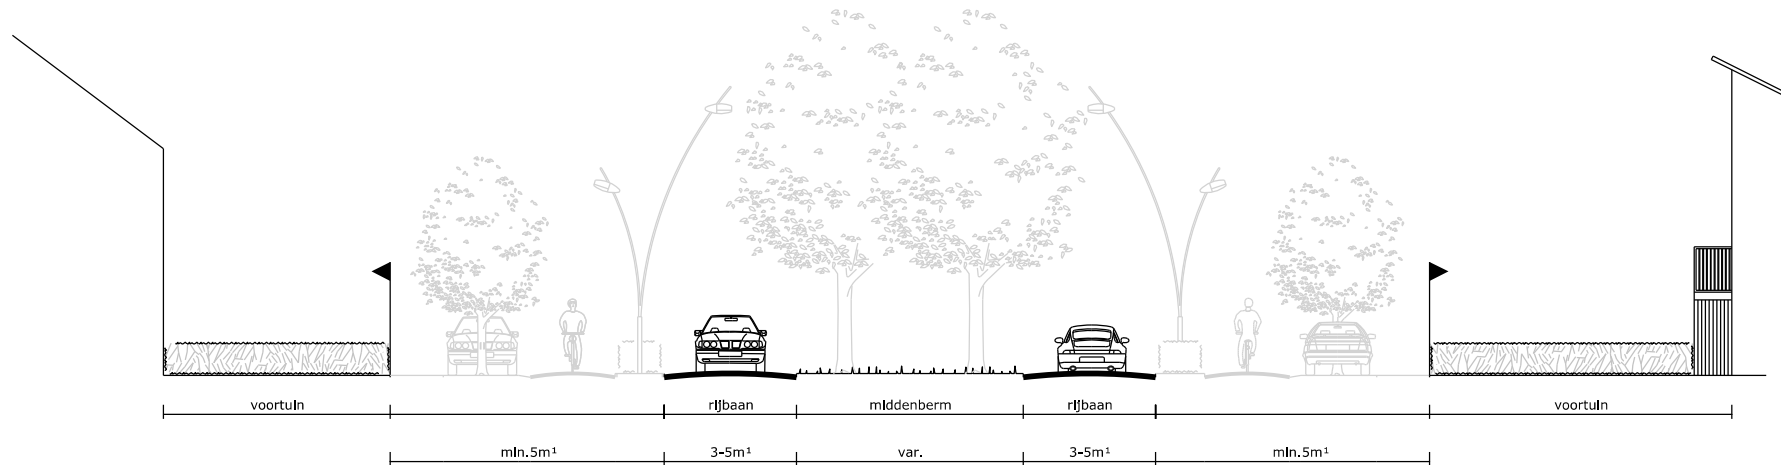 voortuin rijbaan middenberm rijbaan voortuin
min.5m¹ 3-5m¹ var. 3-5m¹ min.5m¹